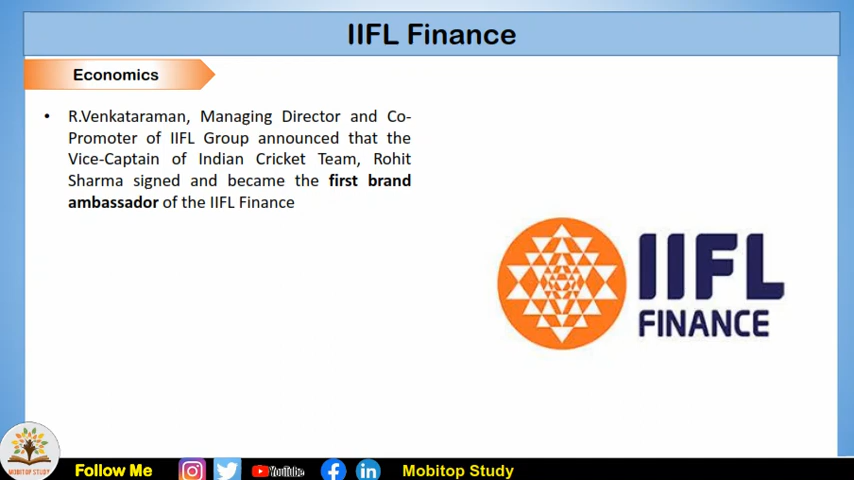 IIFL Finance
Economics
• R.Venkataraman, Managing Director and Co-
Promoter of IIFL Group announced that the
Vice-Captain of Indian Cricket Team, Rohit
Sharma signed and became the first brand
ambassador of the IIFL Finance
IIFL
FINANCE
MOBITOP STUDY
Follow Me
YouTube
Mobitop Study